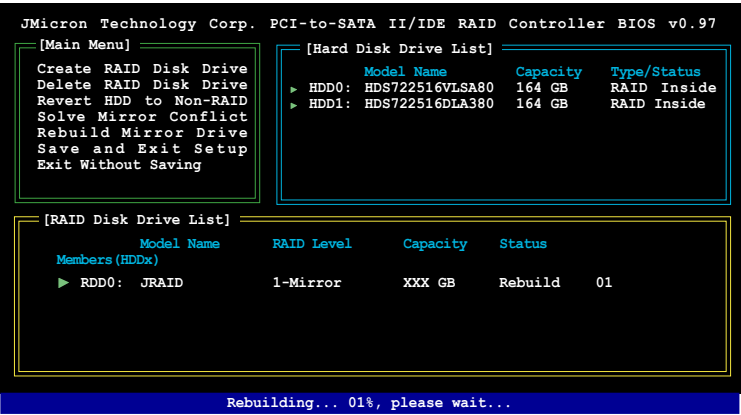 JMicron Technology Corp. PCI-to-SATA II/IDE RAID Controller BIOS v0.97
[Main Menu]
Create RAID Disk Drive
Delete RAID Disk Drive
Revert HDD to Non-RAID
Solve Mirror Conflict
Rebuild Mirror Drive
Save and Exit Setup
Exit Without Saving
[Hard Disk Drive List]
Model Name Capacity Type/Status
HDD0: HDS722516VLSA80 164 GB RAID Inside
HDD1: HDS722516DLA380 164 GB RAID Inside
[RAID Disk Drive List]
Model Name RAID Level Capacity Status
Members(HDDx)
RDD0: JRAID 1-Mirror XXX GB Rebuild 01
Rebuilding... 01%, please wait...